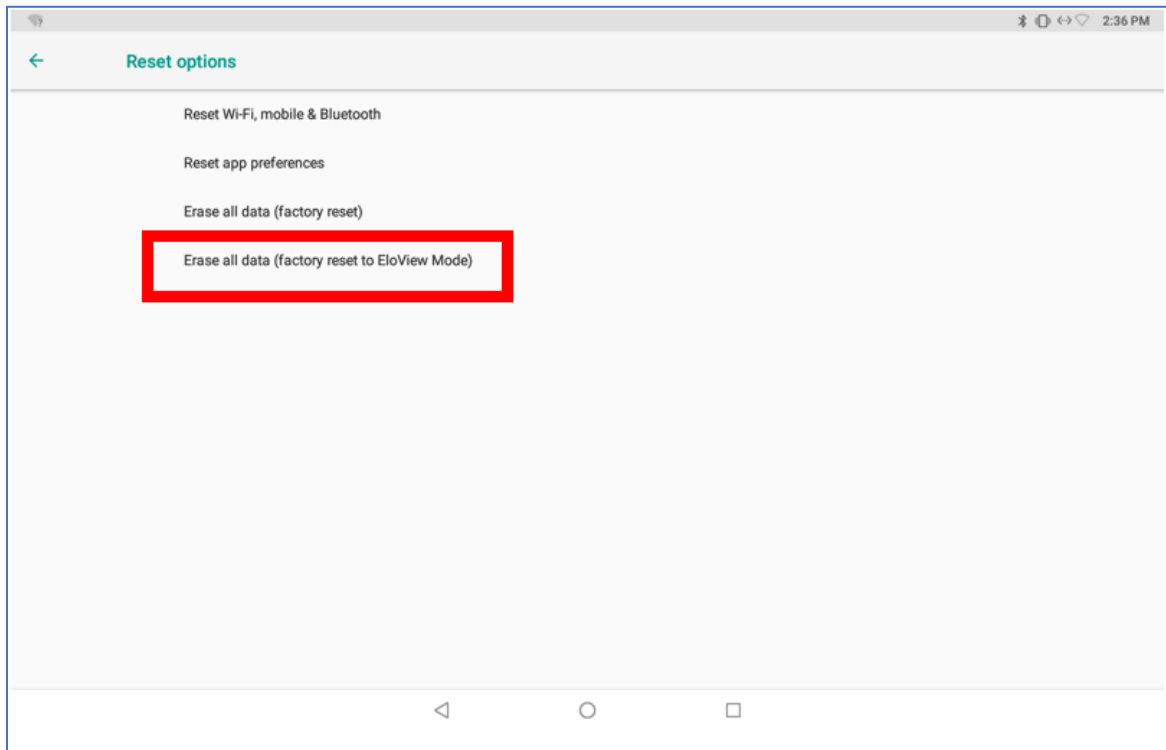 2:36 PM
Reset options
Reset Wi-Fi, mobile & Bluetooth
Reset app preferences
Erase all data (factory reset)
Erase all data (factory reset to EloView Mode)